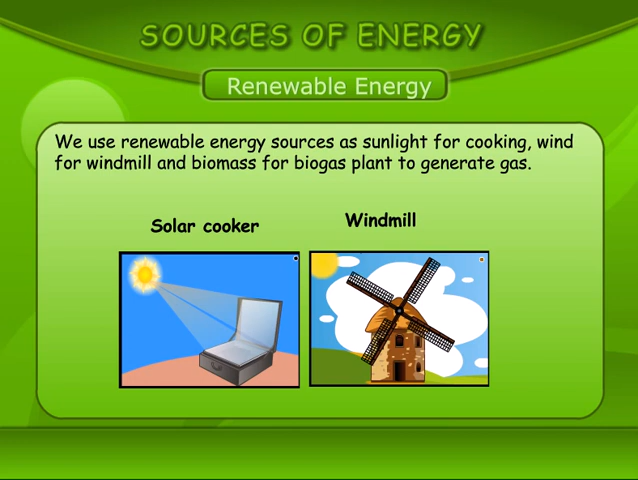 SOURCES OF ENERGY
Renewable Energy
We use renewable energy sources as sunlight for cooking, wind
for windmill and biomass for biogas plant to generate gas.
Solar cooker
Windmill